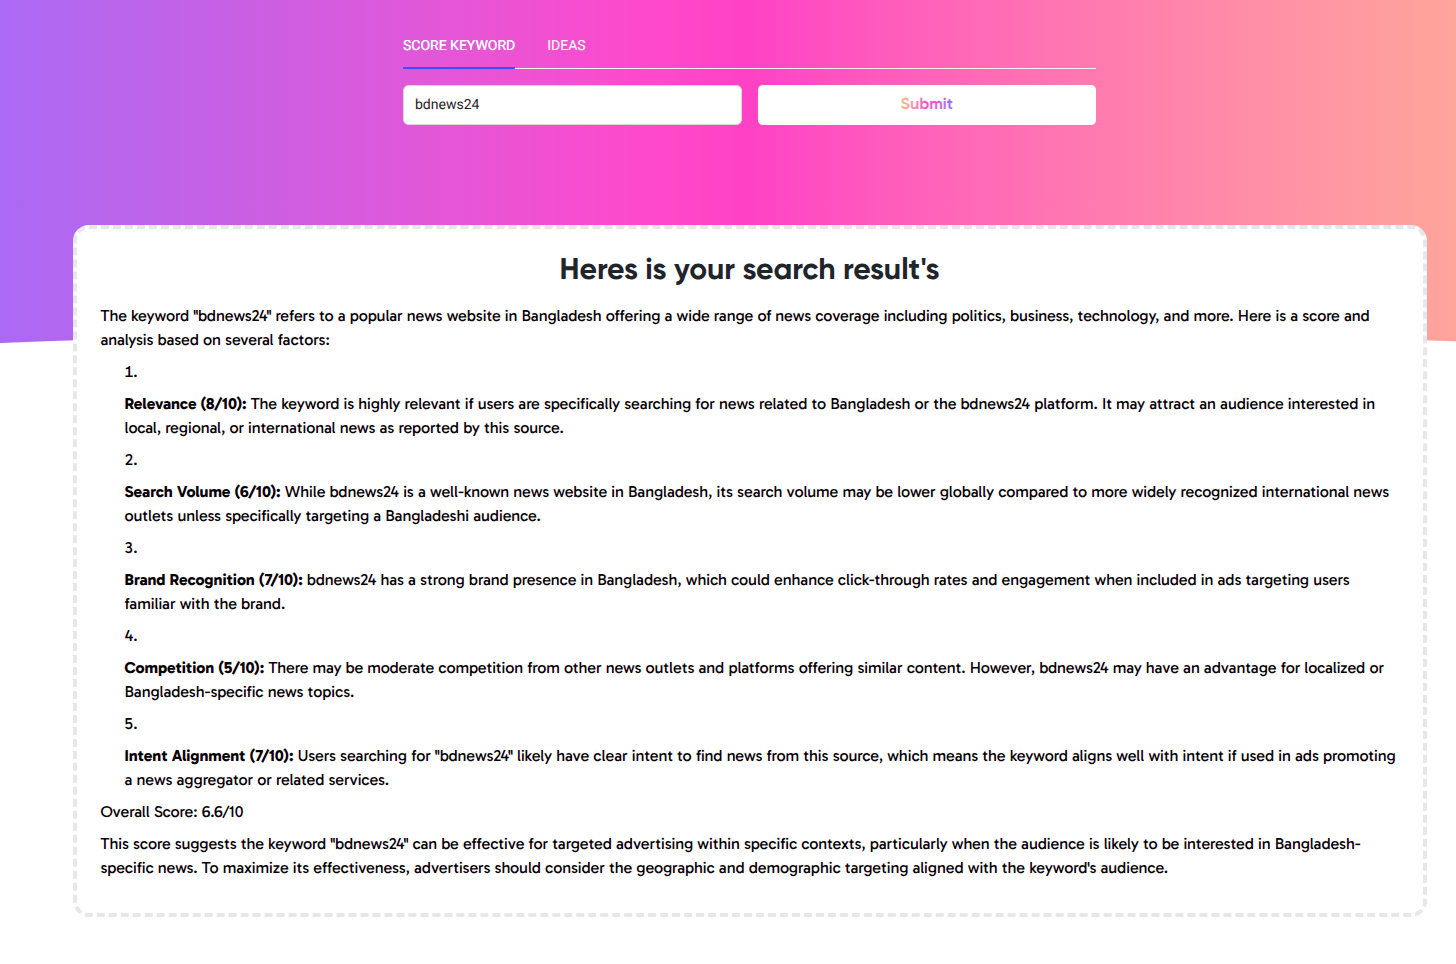 SCORE KEYWORD IDEAS
bdnews24 Submit
Heres is your search result's
The keyword "bdnews24" refers to a popular news website in Bangladesh offering a wide range of news coverage including politics, business, technology, and more. Here is a score and
analysis based on several factors:
1.
Relevance (8/10): The keyword is highly relevant if users are specifically searching for news related to Bangladesh or the bdnews24 platform. It may attract an audience interested in
local, regional, or international news as reported by this source.
2.
Search Volume (6/10): While bdnews24 is a well-known news website in Bangladesh, its search volume may be lower globally compared to more widely recognized international news
outlets unless specifically targeting a Bangladeshi audience.
3.
Brand Recognition (7/10): bdnews24 has a strong brand presence in Bangladesh, which could enhance click-through rates and engagement when included in ads targeting users
familiar with the brand.
4.
Competition (5/10): There may be moderate competition from other news outlets and platforms offering similar content. However, bdnews24 may have an advantage for localized or
Bangladesh-specific news topics.
5.
Intent Alignment (7/10): Users searching for "bdnews24" likely have clear intent to find news from this source, which means the keyword aligns well with intent if used in ads promoting
a news aggregator or related services.
Overall Score: 6.6/10
This score suggests the keyword "bdnews24" can be effective for targeted advertising within specific contexts, particularly when the audience is likely to be interested in Bangladesh-
specific news. To maximize its effectiveness, advertisers should consider the geographic and demographic targeting aligned with the keyword's audience.